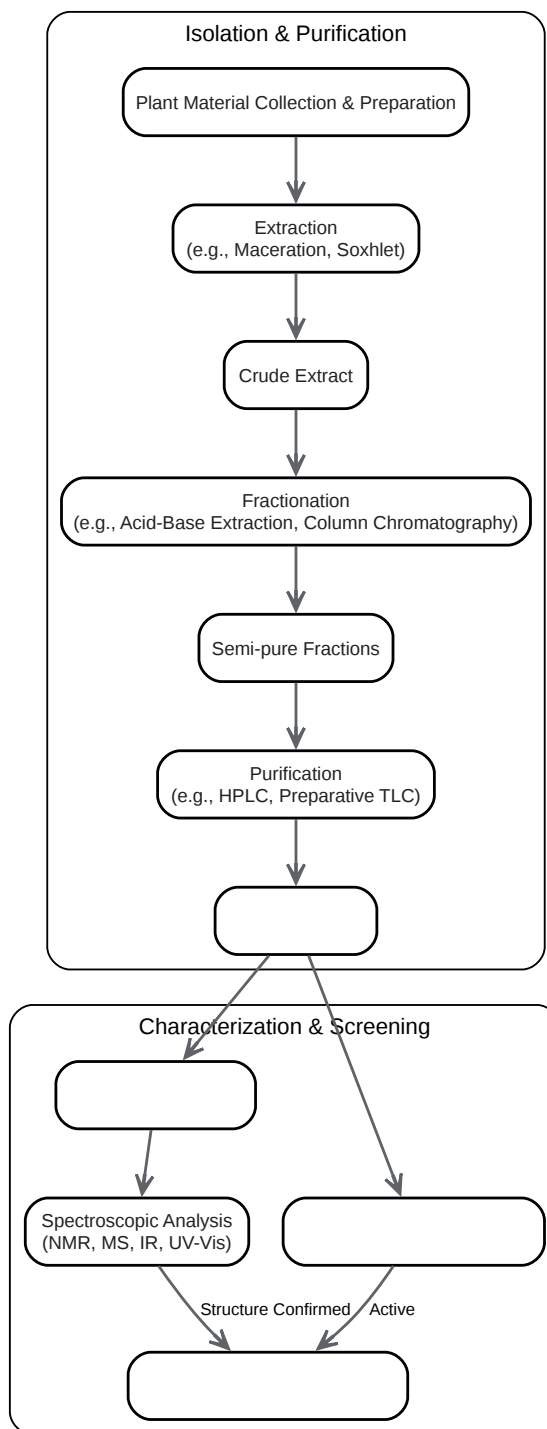 Isolation & Purification
Plant Material Collection & Preparation
Extraction
(e.g., Maceration, Soxhlet)
Crude Extract
Fractionation
(e.g., Acid-Base Extraction, Column Chromatography)
Semi-pure Fractions
Purification
(e.g., HPLC, Preparative TLC)
Characterization & Screening
Spectroscopic Analysis
(NMR, MS, IR, UV-Vis)
Structure Confirmed
Active